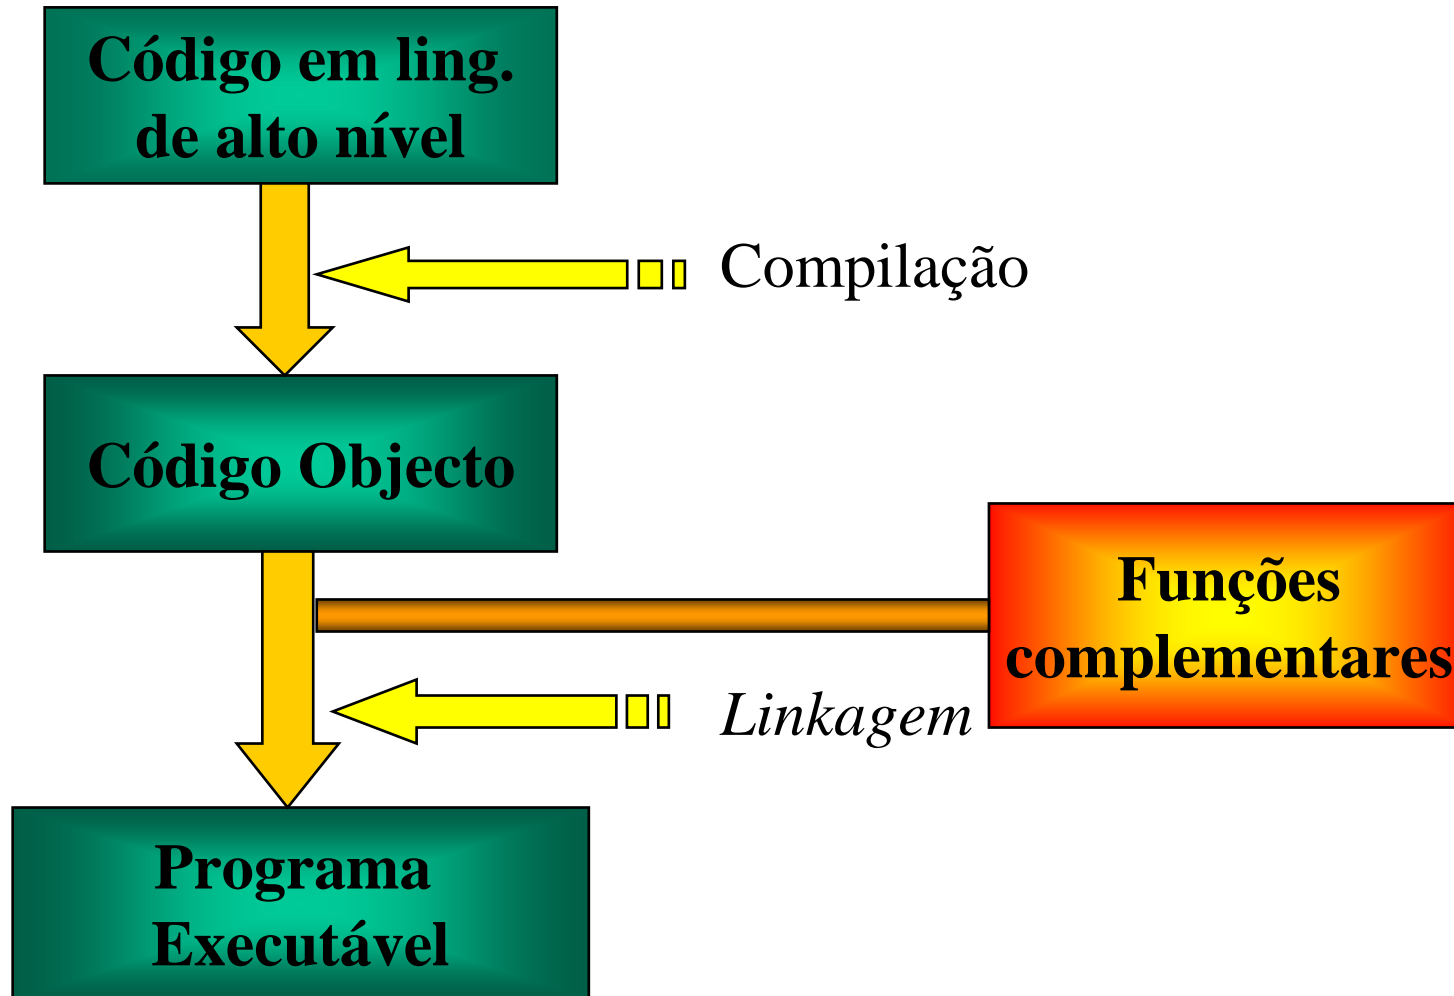 Código em ling.
de alto nível
Compilação
Código Objecto
Funções
complementares
Linkagem
Programa
Executável